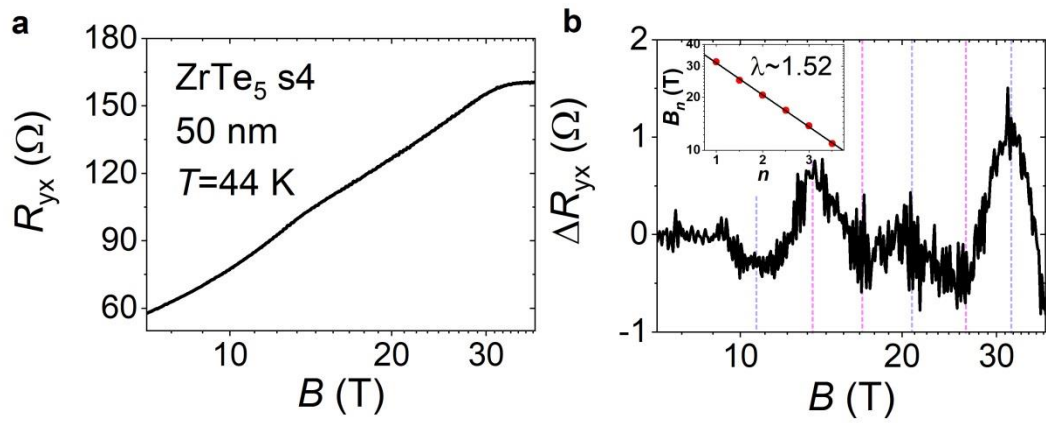 a
180
150
120
90
60
R_yx (Ω)
ZrTe₅ s4
50 nm
T=44 K
10
20
30
B (T)
b
2
1
0
-1
ΔR_yx (Ω)
40
30
20
10
B_n (T)
λ~1.52
1
2
3
n
10
20
30
B (T)